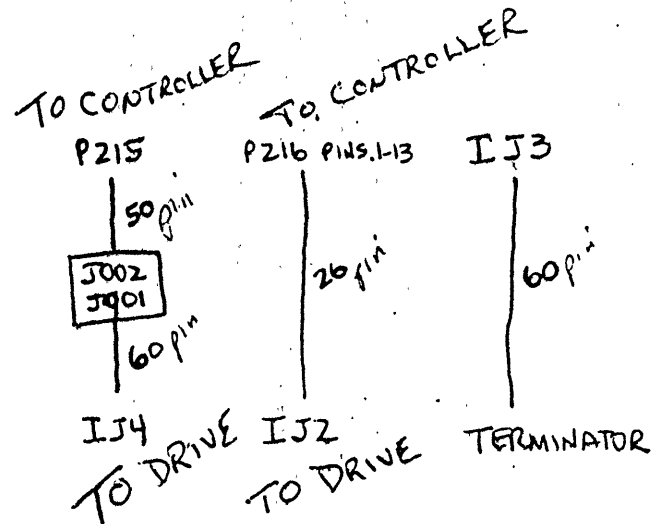 TO CONTROLLER
TO CONTROLLER
P215
P216 PINS.1-13
IJ3
50 pin
J002
J001
26 pin
60 pin
60 pin
IJ4
IJ2
TERMINATOR
TO DRIVE
TO DRIVE